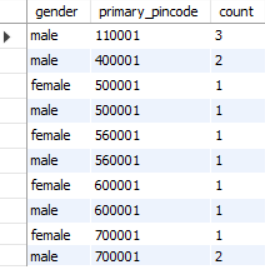 gender primary_pincode count
male 110001 3
male 400001 2
female 500001 1
male 500001 1
female 560001 1
male 560001 1
female 600001 1
male 600001 1
female 700001 1
male 700001 2